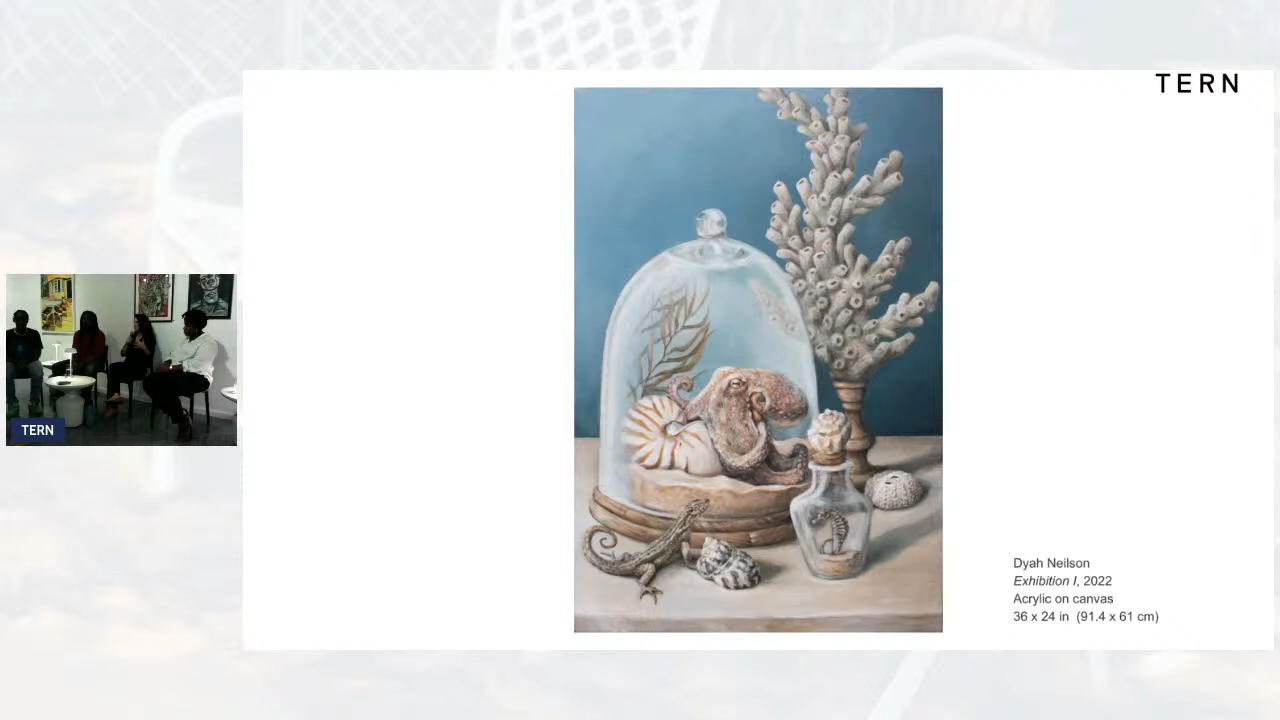 TERN
TERN
Dyah Neilson
Exhibition I, 2022
Acrylic on canvas
36 x 24 in (91.4 x 61 cm)